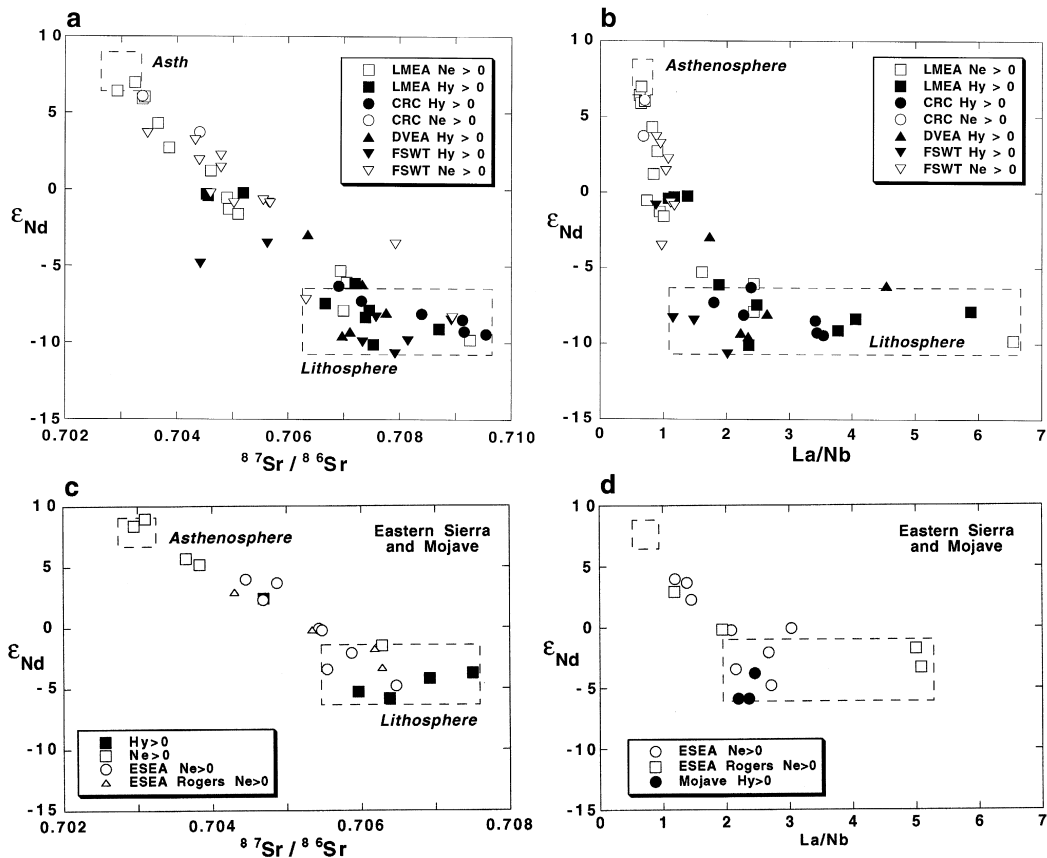 a
10
5
0
-5
-10
-15
εNd
0.702
0.704
0.706
0.708
0.710
87Sr / 86Sr
Asth
Lithosphere
LMEA Ne > 0
LMEA Hy > 0
CRC Hy > 0
CRC Ne > 0
DVEA Hy > 0
FSWT Hy > 0
FSWT Ne > 0
b
10
5
0
-5
-10
-15
εNd
0
1
2
3
4
5
6
7
La/Nb
Asthenosphere
Lithosphere
LMEA Ne > 0
LMEA Hy > 0
CRC Hy > 0
CRC Ne > 0
DVEA Hy > 0
FSWT Hy > 0
FSWT Ne > 0
c
10
5
0
-5
-10
-15
εNd
0.702
0.704
0.706
0.708
87Sr / 86Sr
Asthenosphere
Eastern Sierra
and Mojave
Lithosphere
Hy>0
Ne>0
ESEA Ne>0
ESEA Rogers Ne>0
d
10
5
0
-5
-10
-15
εNd
0
1
2
3
4
5
6
7
La/Nb
Eastern Sierra
and Mojave
ESEA Ne>0
ESEA Rogers Ne>0
Mojave Hy>0